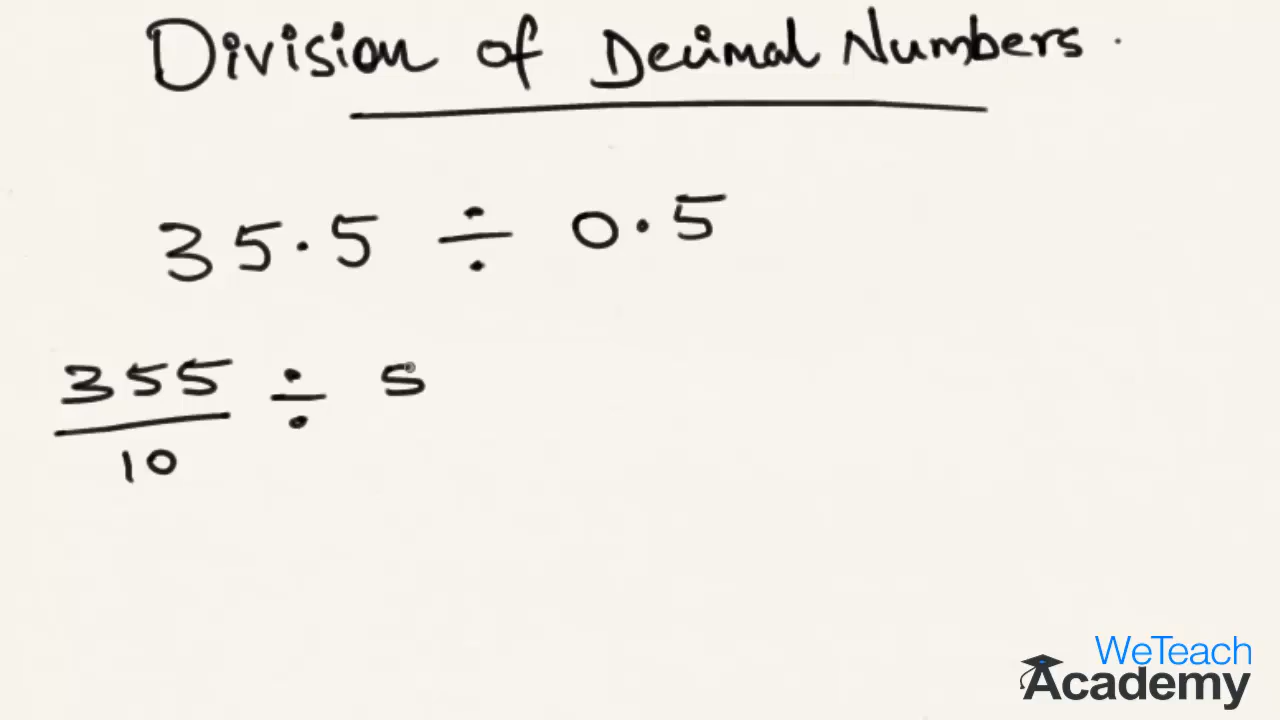 Division of Decimal Numbers.
35.5 ÷ 0.5
355/10 ÷ 5
WeTeach
Academy